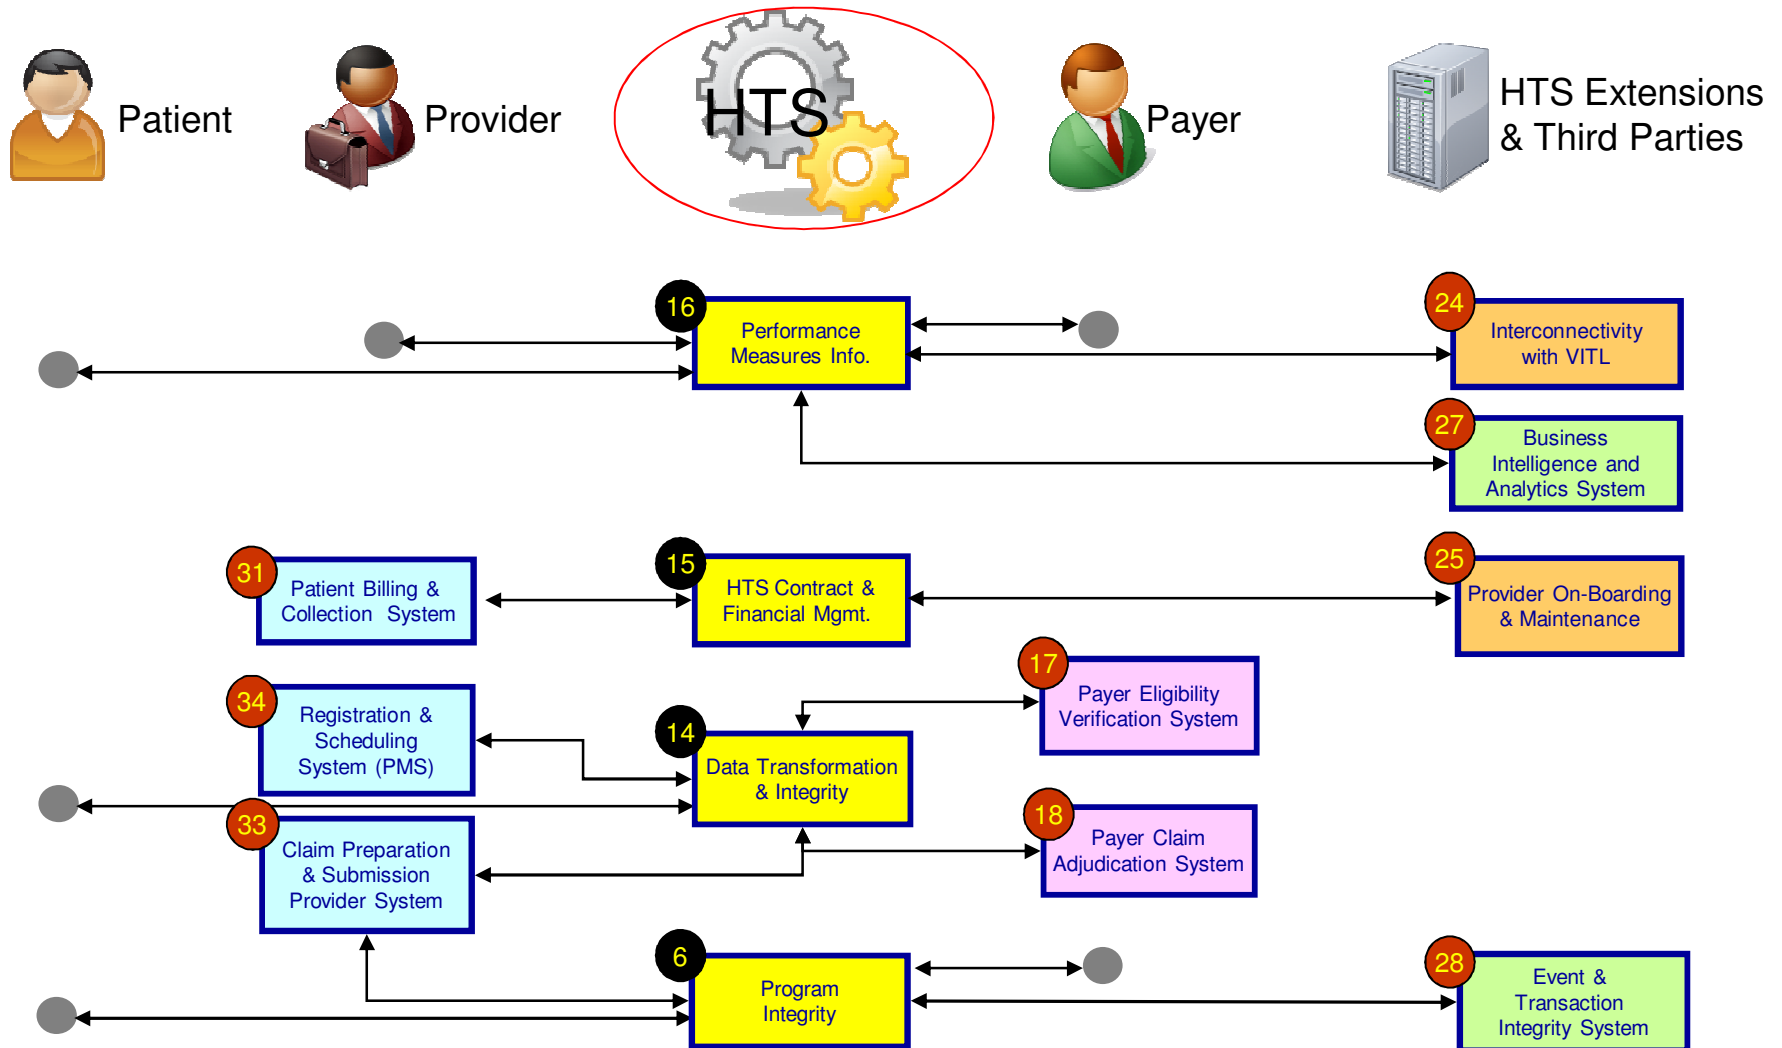 Patient
Provider
HTS
Payer
HTS Extensions
& Third Parties
16
Performance
Measures Info.
24
Interconnectivity
with VITL
27
Business
Intelligence and
Analytics System
31
Patient Billing &
Collection System
15
HTS Contract &
Financial Mgmt.
25
Provider On-Boarding
& Maintenance
34
Registration &
Scheduling
System (PMS)
14
Data Transformation
& Integrity
17
Payer Eligibility
Verification System
33
Claim Preparation
& Submission
Provider System
18
Payer Claim
Adjudication System
6
Program
Integrity
28
Event &
Transaction
Integrity System